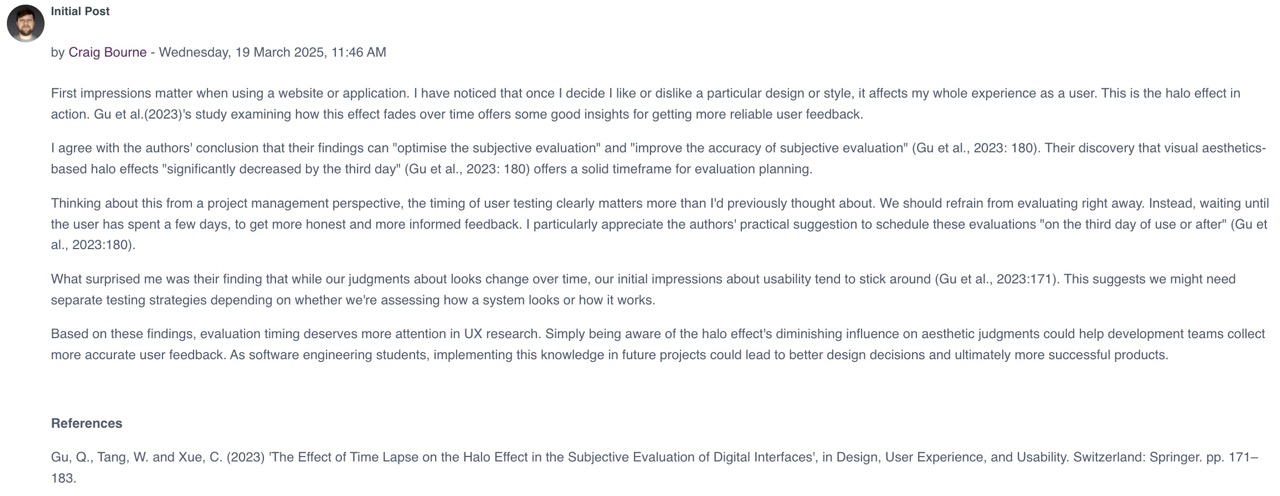 Initial Post
by Craig Bourne - Wednesday, 19 March 2025, 11:46 AM
First impressions matter when using a website or application. I have noticed that once I decide I like or dislike a particular design or style, it affects my whole experience as a user. This is the halo effect in
action. Gu et al.(2023)'s study examining how this effect fades over time offers some good insights for getting more reliable user feedback.
I agree with the authors' conclusion that their findings can "optimise the subjective evaluation" and "improve the accuracy of subjective evaluation" (Gu et al., 2023: 180). Their discovery that visual aesthetics-
based halo effects "significantly decreased by the third day" (Gu et al., 2023: 180) offers a solid timeframe for evaluation planning.
Thinking about this from a project management perspective, the timing of user testing clearly matters more than I'd previously thought about. We should refrain from evaluating right away. Instead, waiting until
the user has spent a few days, to get more honest and more informed feedback. I particularly appreciate the authors' practical suggestion to schedule these evaluations "on the third day of use or after" (Gu et
al., 2023:180).
What surprised me was their finding that while our judgments about looks change over time, our initial impressions about usability tend to stick around (Gu et al., 2023:171). This suggests we might need
separate testing strategies depending on whether we're assessing how a system looks or how it works.
Based on these findings, evaluation timing deserves more attention in UX research. Simply being aware of the halo effect's diminishing influence on aesthetic judgments could help development teams collect
more accurate user feedback. As software engineering students, implementing this knowledge in future projects could lead to better design decisions and ultimately more successful products.
References
Gu, Q., Tang, W. and Xue, C. (2023) 'The Effect of Time Lapse on the Halo Effect in the Subjective Evaluation of Digital Interfaces', in Design, User Experience, and Usability. Switzerland: Springer. pp. 171–
183.